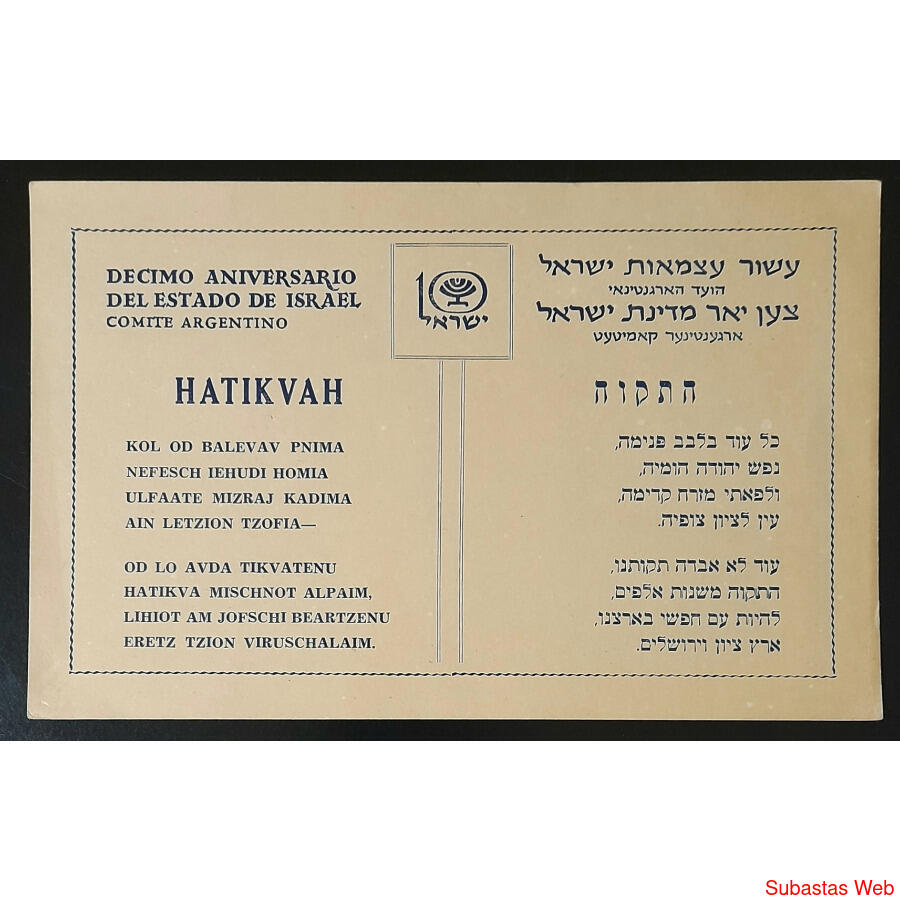 DECIMO ANIVERSARIO
DEL ESTADO DE ISRAEL
COMITE ARGENTINO
HATIKVAH
KOL OD BALEVAV PNIMA
NEFESCH IEHUDI HOMIA
ULFAATE MIZRAJ KADIMA
AIN LETZION TZOFIA—
OD LO AVDA TIKVATENU
HATIKVA MISCHNOT ALPAIM,
LIHIOT AM JOFSCHI BEARTZENU
ERETZ TZION VIRUSCHALAIM.
10
ישראל
עשור עצמאות ישראל
הועד הארגנטינאי
צען יאר מדינת ישראל
ארגענטינער קאמיטעט
התקוה
כל עוד בלבב פנימה,
נפש יהודה הומיה,
ולפאתי מזרח קדימה,
עין לציון צופיה.
עוד לא אבדה תקותנו,
התקוה משנות אלפים,
להיות עם חפשי בארצנו,
ארץ ציון וירושלים.
Subastas Web